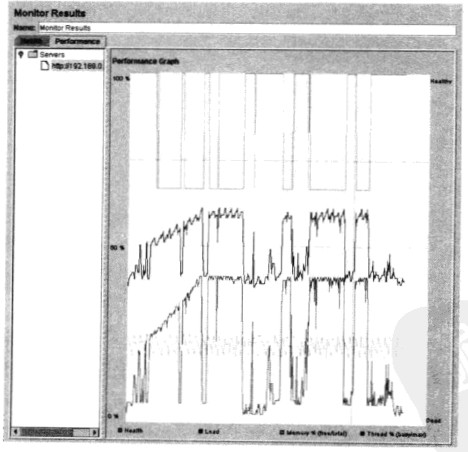 Monitor Results
Name: Monitor Results
Performance
Servers
http://192.168.0.
Performance Graph
100 %
Healthy
50 %
0 %
Dead
Health
Load
Memory % (free/total)
Thread % (busy/max)